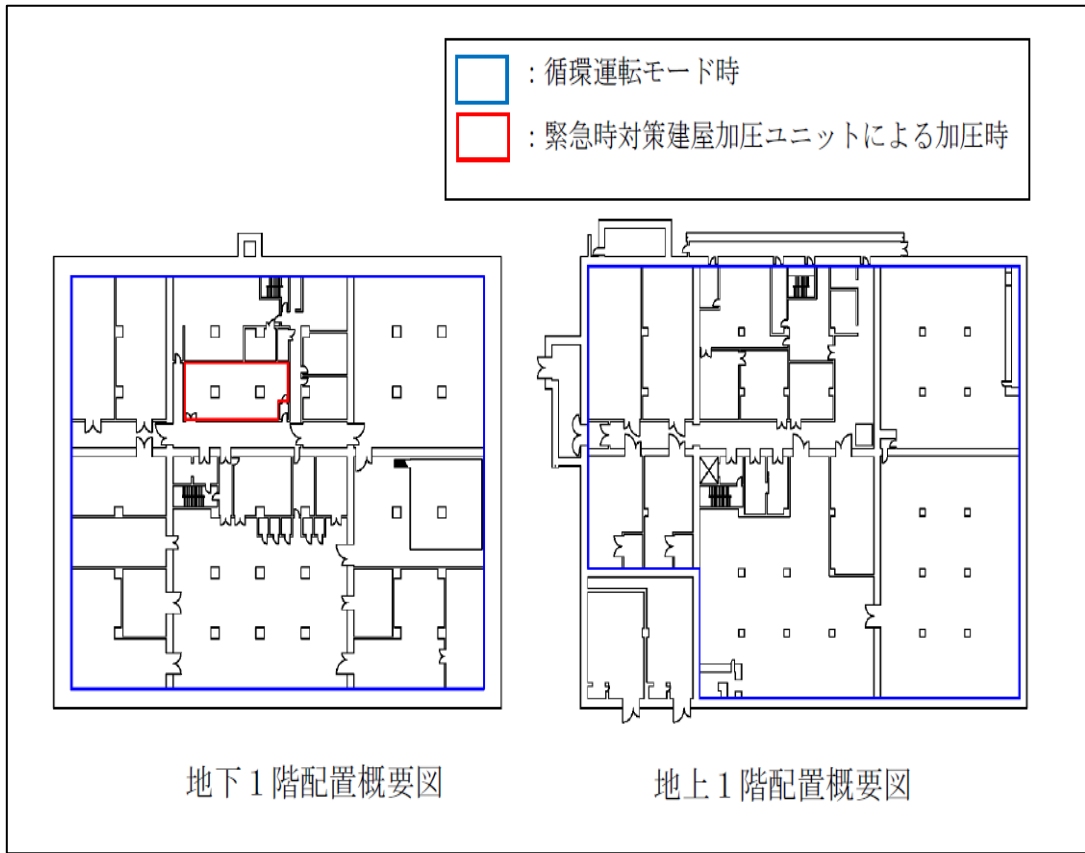 ：循環運転モード時
：緊急時対策建屋加圧ユニットによる加圧時
地下１階配置概要図
地上１階配置概要図